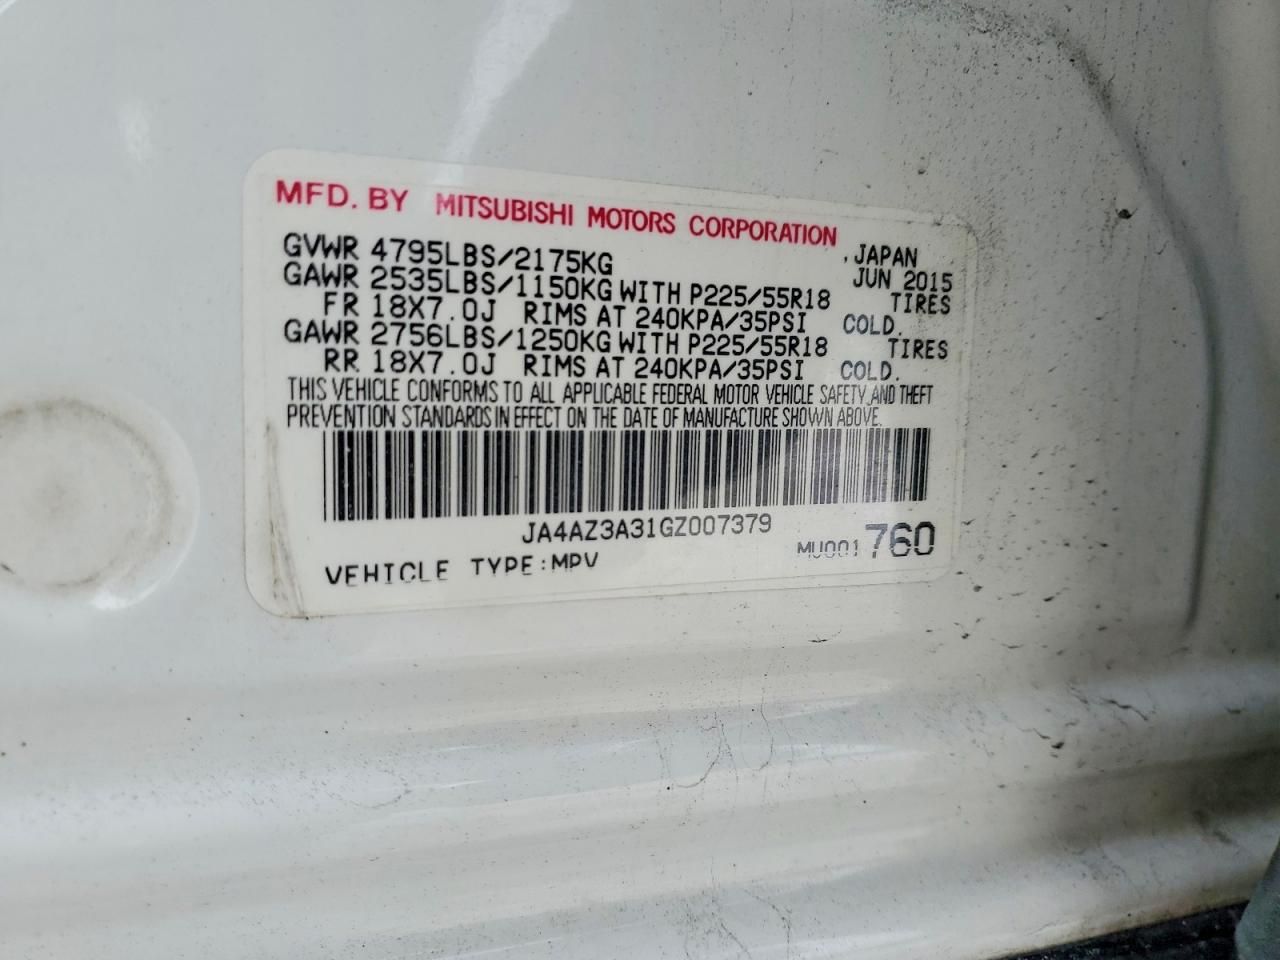 MFD. BY MITSUBISHI MOTORS CORPORATION
GVWR 4795LBS/2175KG , JAPAN
GAWR 2535LBS/1150KG WITH P225/55R18 JUN 2015
FR 18X7.0J RIMS AT 240KPA/35PSI TIRES COLD.
GAWR 2756LBS/1250KG WITH P225/55R18 TIRES
RR 18X7.0J RIMS AT 240KPA/35PSI COLD.
THIS VEHICLE CONFORMS TO ALL APPLICABLE FEDERAL MOTOR VEHICLE SAFETY AND THEFT
PREVENTION STANDARDS IN EFFECT ON THE DATE OF MANUFACTURE SHOWN ABOVE.
JA4AZ3A31GZ007379
VEHICLE TYPE:MPV MU001 760